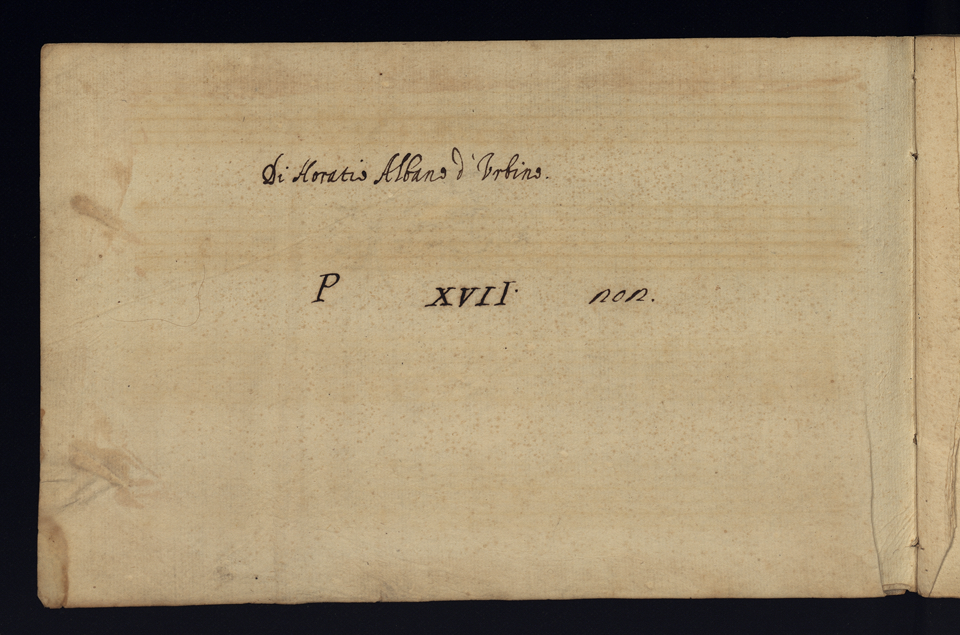 Di Horatio Albano d'Urbino.
P XVII. non.